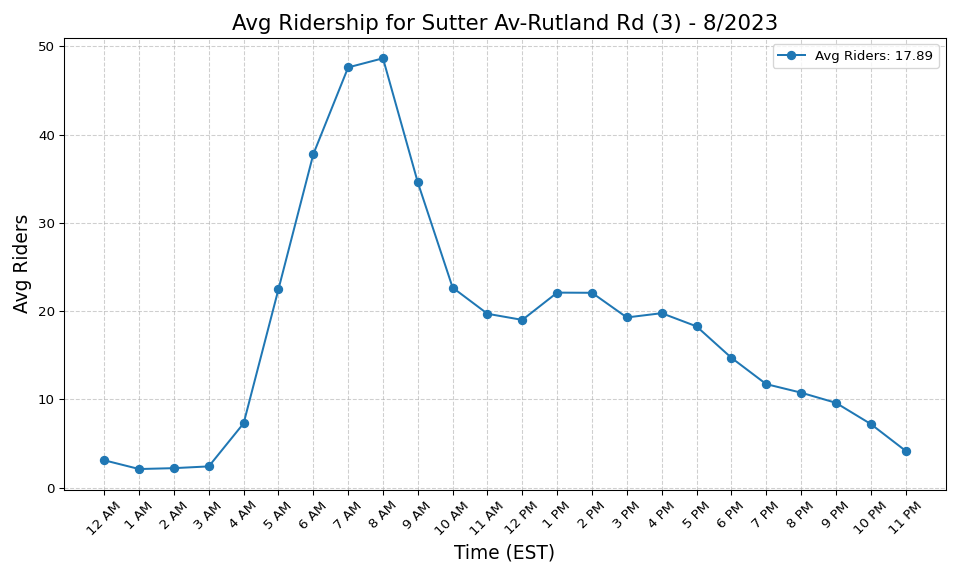 Avg Ridership for Sutter Av-Rutland Rd (3) - 8/2023
Avg Riders: 17.89
Avg Riders
50
40
30
20
10
0
12 AM
1 AM
2 AM
3 AM
4 AM
5 AM
6 AM
7 AM
8 AM
9 AM
10 AM
11 AM
12 PM
1 PM
2 PM
3 PM
4 PM
5 PM
6 PM
7 PM
8 PM
9 PM
10 PM
11 PM
Time (EST)